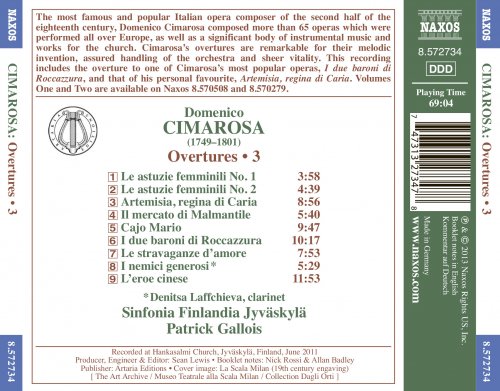 The most famous and popular Italian opera composer of the second half of the
eighteenth century, Domenico Cimarosa composed more than 65 operas which were
performed all over Europe, as well as a significant body of instrumental music and
works for the church. Cimarosa's overtures are remarkable for their melodic
invention, assured handling of the orchestra and sheer vitality. This recording
includes the overture to one of Cimarosa's most popular operas, I due baroni di
Roccazzura, and that of his personal favourite, Artemisia, regina di Caria. Volumes
One and Two are available on Naxos 8.570508 and 8.570279.
Domenico
CIMAROSA
(1749–1801)
Overtures • 3
1 Le astuzie femminili No. 1 3:58
2 Le astuzie femminili No. 2 4:39
3 Artemisia, regina di Caria 8:56
4 Il mercato di Malmantile 5:40
5 Cajo Mario 9:47
6 I due baroni di Roccazzura 10:17
7 Le stravaganze d'amore 7:53
8 I nemici generosi* 5:29
9 L'eroe cinese 11:53
*Denitsa Laffchieva, clarinet
Sinfonia Finlandia Jyväskylä
Patrick Gallois
Recorded at Hankasalmi Church, Jyväskylä, Finland, June 2011
Producer, Engineer & Editor: Sean Lewis • Booklet notes: Nick Rossi & Allan Badley
Publisher: Artaria Editions • Cover image: La Scala Milan (19th century engraving)
[ The Art Archive / Museo Teatrale alla Scala Milan / Collection Dagli Orti ]
NAXOS
CIMAROSA: Overtures • 3
8.572734
NAXOS
8.572734
DDD
Playing Time
69:04
7 47313 27347 8
℗ & © 2013 Naxos Rights US, Inc.
Booklet notes in English
Kommentar auf Deutsch
Made in Germany
www.naxos.com
NAXOS
CIMAROSA: Overtures • 3
8.572734